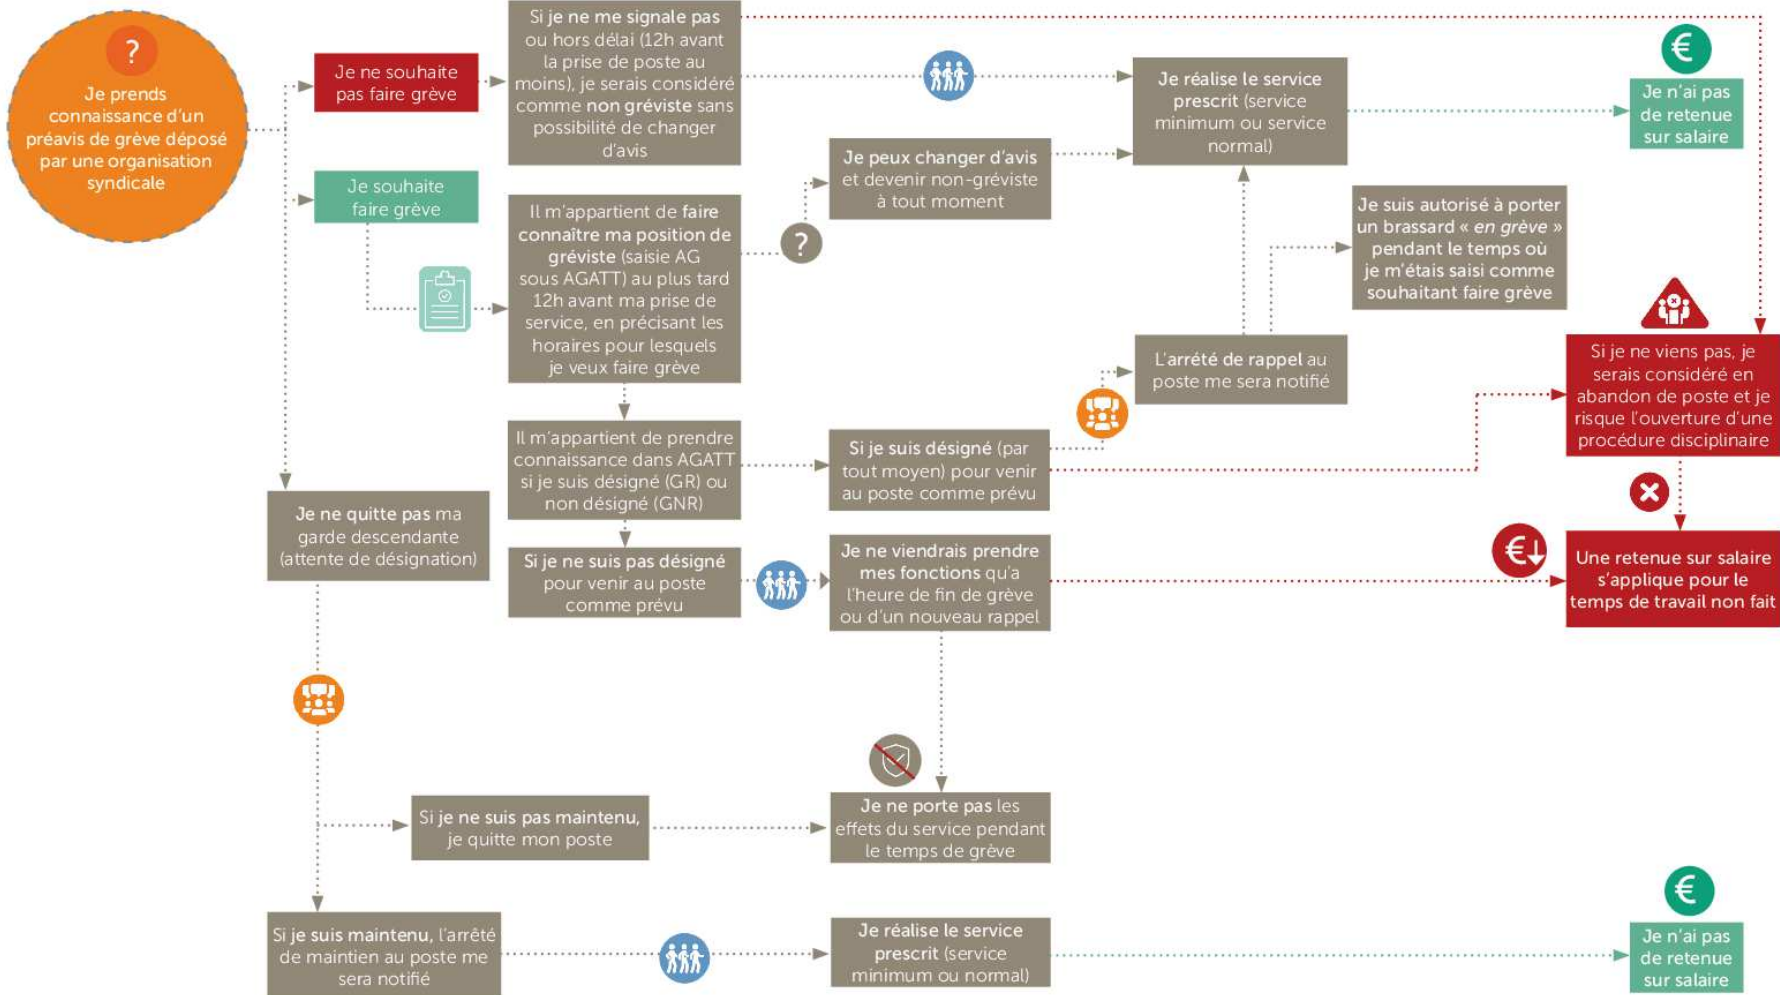 ?
Je prends
connaissance d'un
préavis de grève déposé
par une organisation
syndicale
Je ne souhaite
pas faire grève
Si je ne me signale pas
ou hors délai (12h avant
la prise de poste au
moins), je serais considéré
comme non gréviste sans
possibilité de changer
d'avis
Je réalise le service
prescrit (service
minimum ou service
normal)
€
Je n'ai pas
de retenue
sur salaire
Je souhaite
faire grève
Il m'appartient de faire
connaître ma position de
gréviste (saisie AG
sous AGATT) au plus tard
12h avant ma prise de
service, en précisant les
horaires pour lesquels
je veux faire grève
?
Je peux changer d'avis
et devenir non-gréviste
à tout moment
Je suis autorisé à porter
un brassard « en grève »
pendant le temps où
je m'étais saisi comme
souhaitant faire grève
L'arrété de rappel au
poste me sera notifié
Si je ne viens pas, je
serais considéré en
abandon de poste et je
risque l'ouverture d'une
procédure disciplinaire
Il m'appartient de prendre
connaissance dans AGATT
si je suis désigné (GR) ou
non désigné (GNR)
Si je suis désigné (par
tout moyen) pour venir
au poste comme prévu
Je ne quitte pas ma
garde descendante
(attente de désignation)
Si je ne suis pas désigné
pour venir au poste
comme prévu
Je ne viendrais prendre
mes fonctions qu'a
l'heure de fin de grève
ou d'un nouveau rappel
€
Une retenue sur salaire
s'applique pour le
temps de travail non fait
Si je ne suis pas maintenu,
je quitte mon poste
Je ne porte pas les
effets du service pendant
le temps de grève
Si je suis maintenu, l'arrêté
de maintien au poste me
sera notifié
Je réalise le service
prescrit (service
minimum ou normal)
€
Je n'ai pas
de retenue
sur salaire